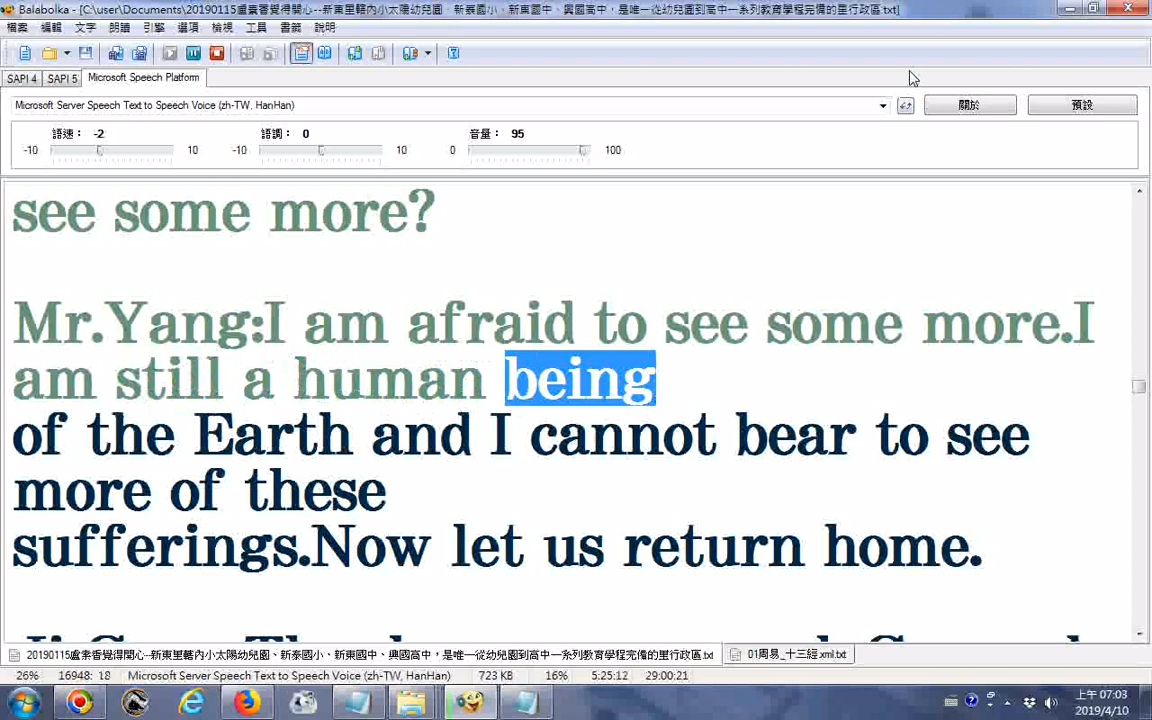 Balabolka - [C:\user\Documents\20190115盧素香覺得開心--新東里轄內小太陽幼兒園、新泰國小、新東國中、興國高中，是唯一從幼兒園到高中一系列教育學程完備的里行政區.txt]
檔案 編輯 文字 朗讀 引擎 選項 檢視 工具 書籤 說明
SAPI 4 SAPI 5 Microsoft Speech Platform
Microsoft Server Speech Text to Speech Voice (zh-TW, HanHan) 關於 預設
語速： -2 語調： 0 音量： 95
-10 10 -10 10 0 100
see some more?
Mr.Yang:I am afraid to see some more.I
am still a human being
of the Earth and I cannot bear to see
more of these
sufferings.Now let us return home.
20190115盧素香覺得開心--新東里轄內小太陽幼兒園、新泰國小、新東國中、興國高中，是唯一從幼兒園到高中一系列教育學程完備的里行政區.txt 01周易_十三經.xml.txt
26% 16948: 18 Microsoft Server Speech Text to Speech Voice (zh-TW, HanHan) 723 KB 16% 5:25:12 29:00:21
上午 07:03
2019/4/10